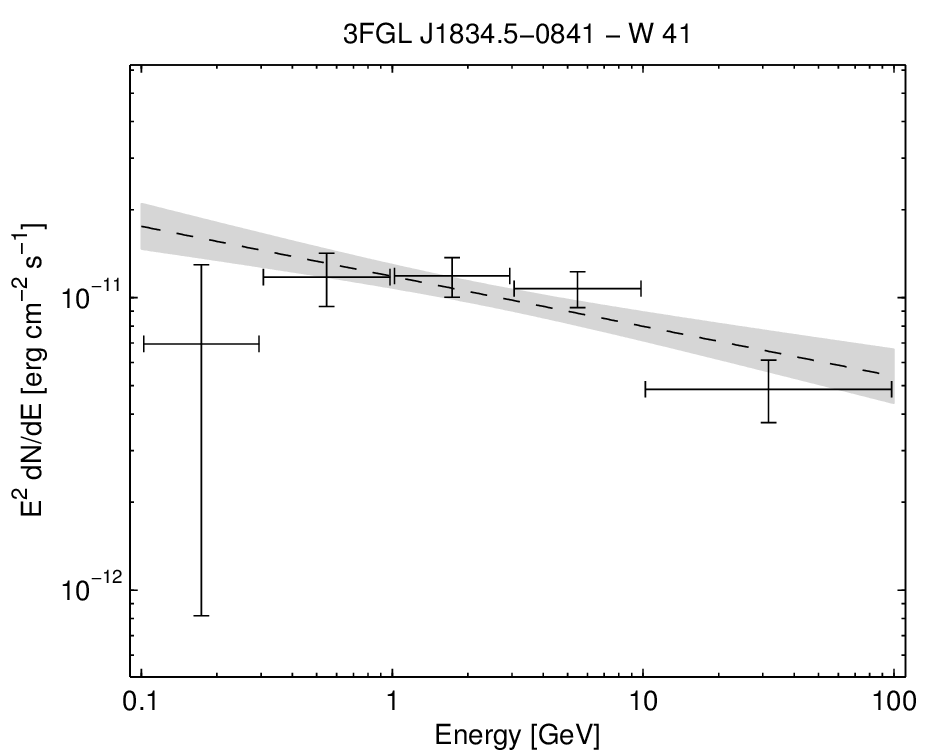 3FGL J1834.5−0841 − W 41
E² dN/dE [erg cm⁻² s⁻¹]
10⁻¹¹
10⁻¹²
0.1 1 10 100
Energy [GeV]